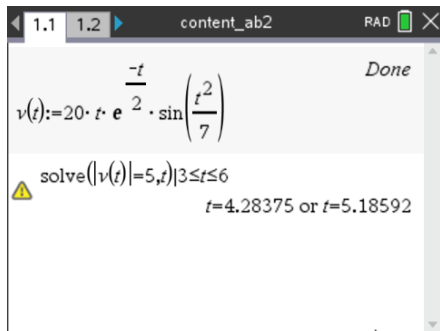 1.1 1.2 content_ab2 RAD
v(t):=20· t· e^(-t/2) · sin(t^2/7) Done
solve(|v(t)|=5,t)|3≤t≤6
t=4.28375 or t=5.18592